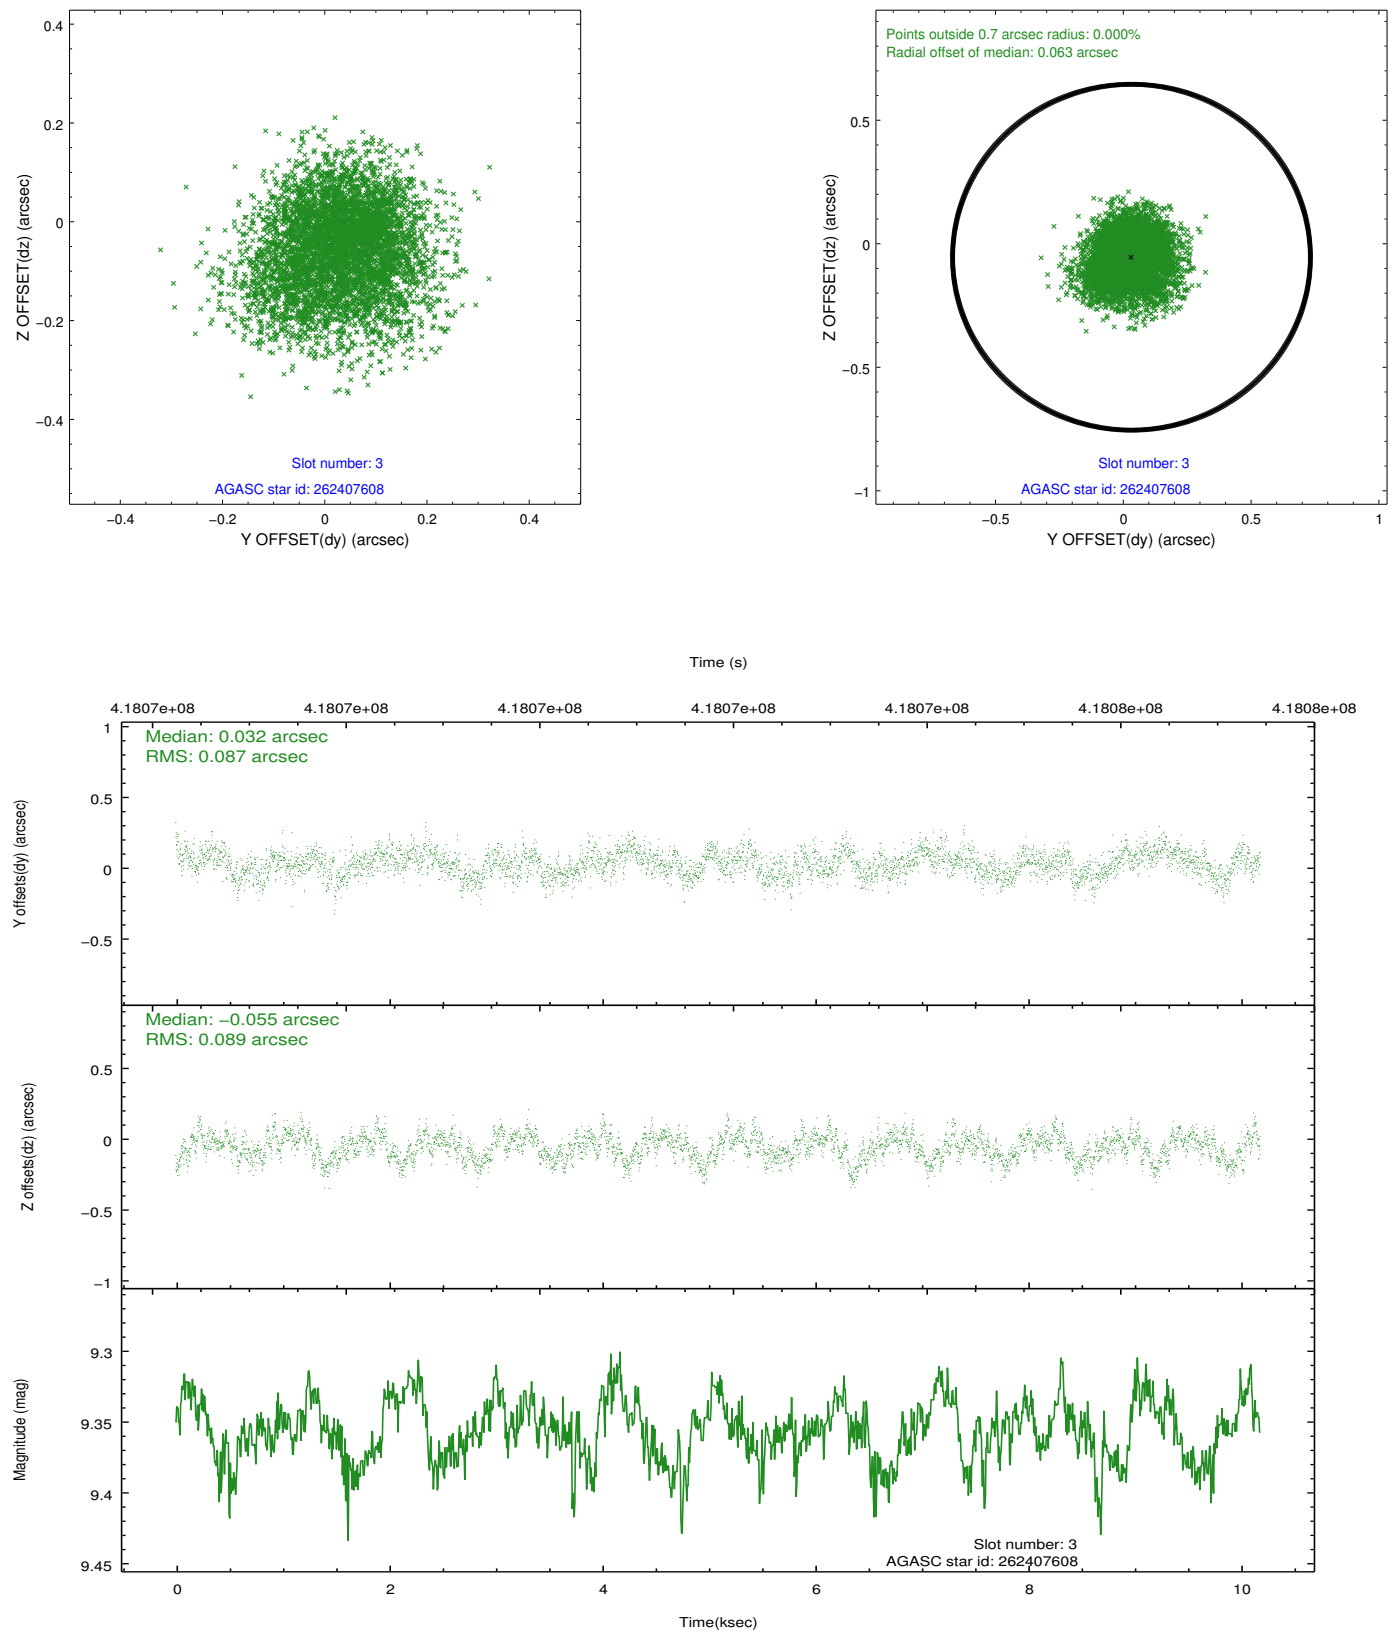 0.4
0.2
0
−0.2
−0.4
Z OFFSET(dz) (arcsec)
Slot number: 3
AGASC star id: 262407608
−0.4
−0.2
0
0.2
0.4
Y OFFSET(dy) (arcsec)
Points outside 0.7 arcsec radius: 0.000%
Radial offset of median: 0.063 arcsec
0.5
0
−0.5
−1
Z OFFSET(dz) (arcsec)
Slot number: 3
AGASC star id: 262407608
−0.5
0
0.5
1
Y OFFSET(dy) (arcsec)
Time (s)
4.1807e+08
4.1807e+08
4.1807e+08
4.1807e+08
4.1807e+08
4.1808e+08
4.1808e+08
Median: 0.032 arcsec
RMS: 0.087 arcsec
1
0.5
0
−0.5
Y offsets(dy) (arcsec)
Median: −0.055 arcsec
RMS: 0.089 arcsec
0.5
0
−0.5
−1
Z offsets(dz) (arcsec)
9.3
9.35
9.4
9.45
Magnitude (mag)
Slot number: 3
AGASC star id: 262407608
0
2
4
6
8
10
Time(ksec)